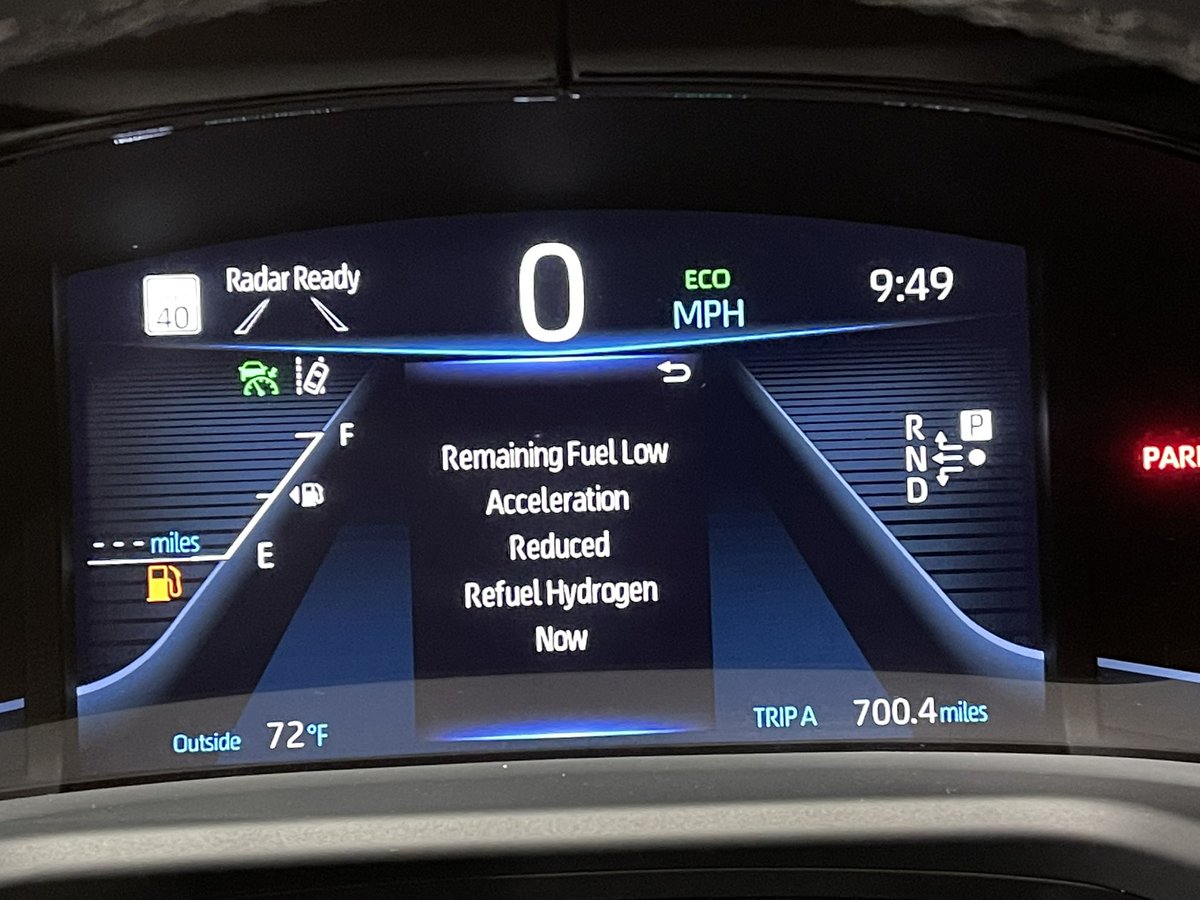 Radar Ready
40
0
ECO
MPH
9:49
F
- - - miles
E
Remaining Fuel Low
Acceleration
Reduced
Refuel Hydrogen
Now
R
P
N
D
Outside 72°F
TRIP A 700.4 miles